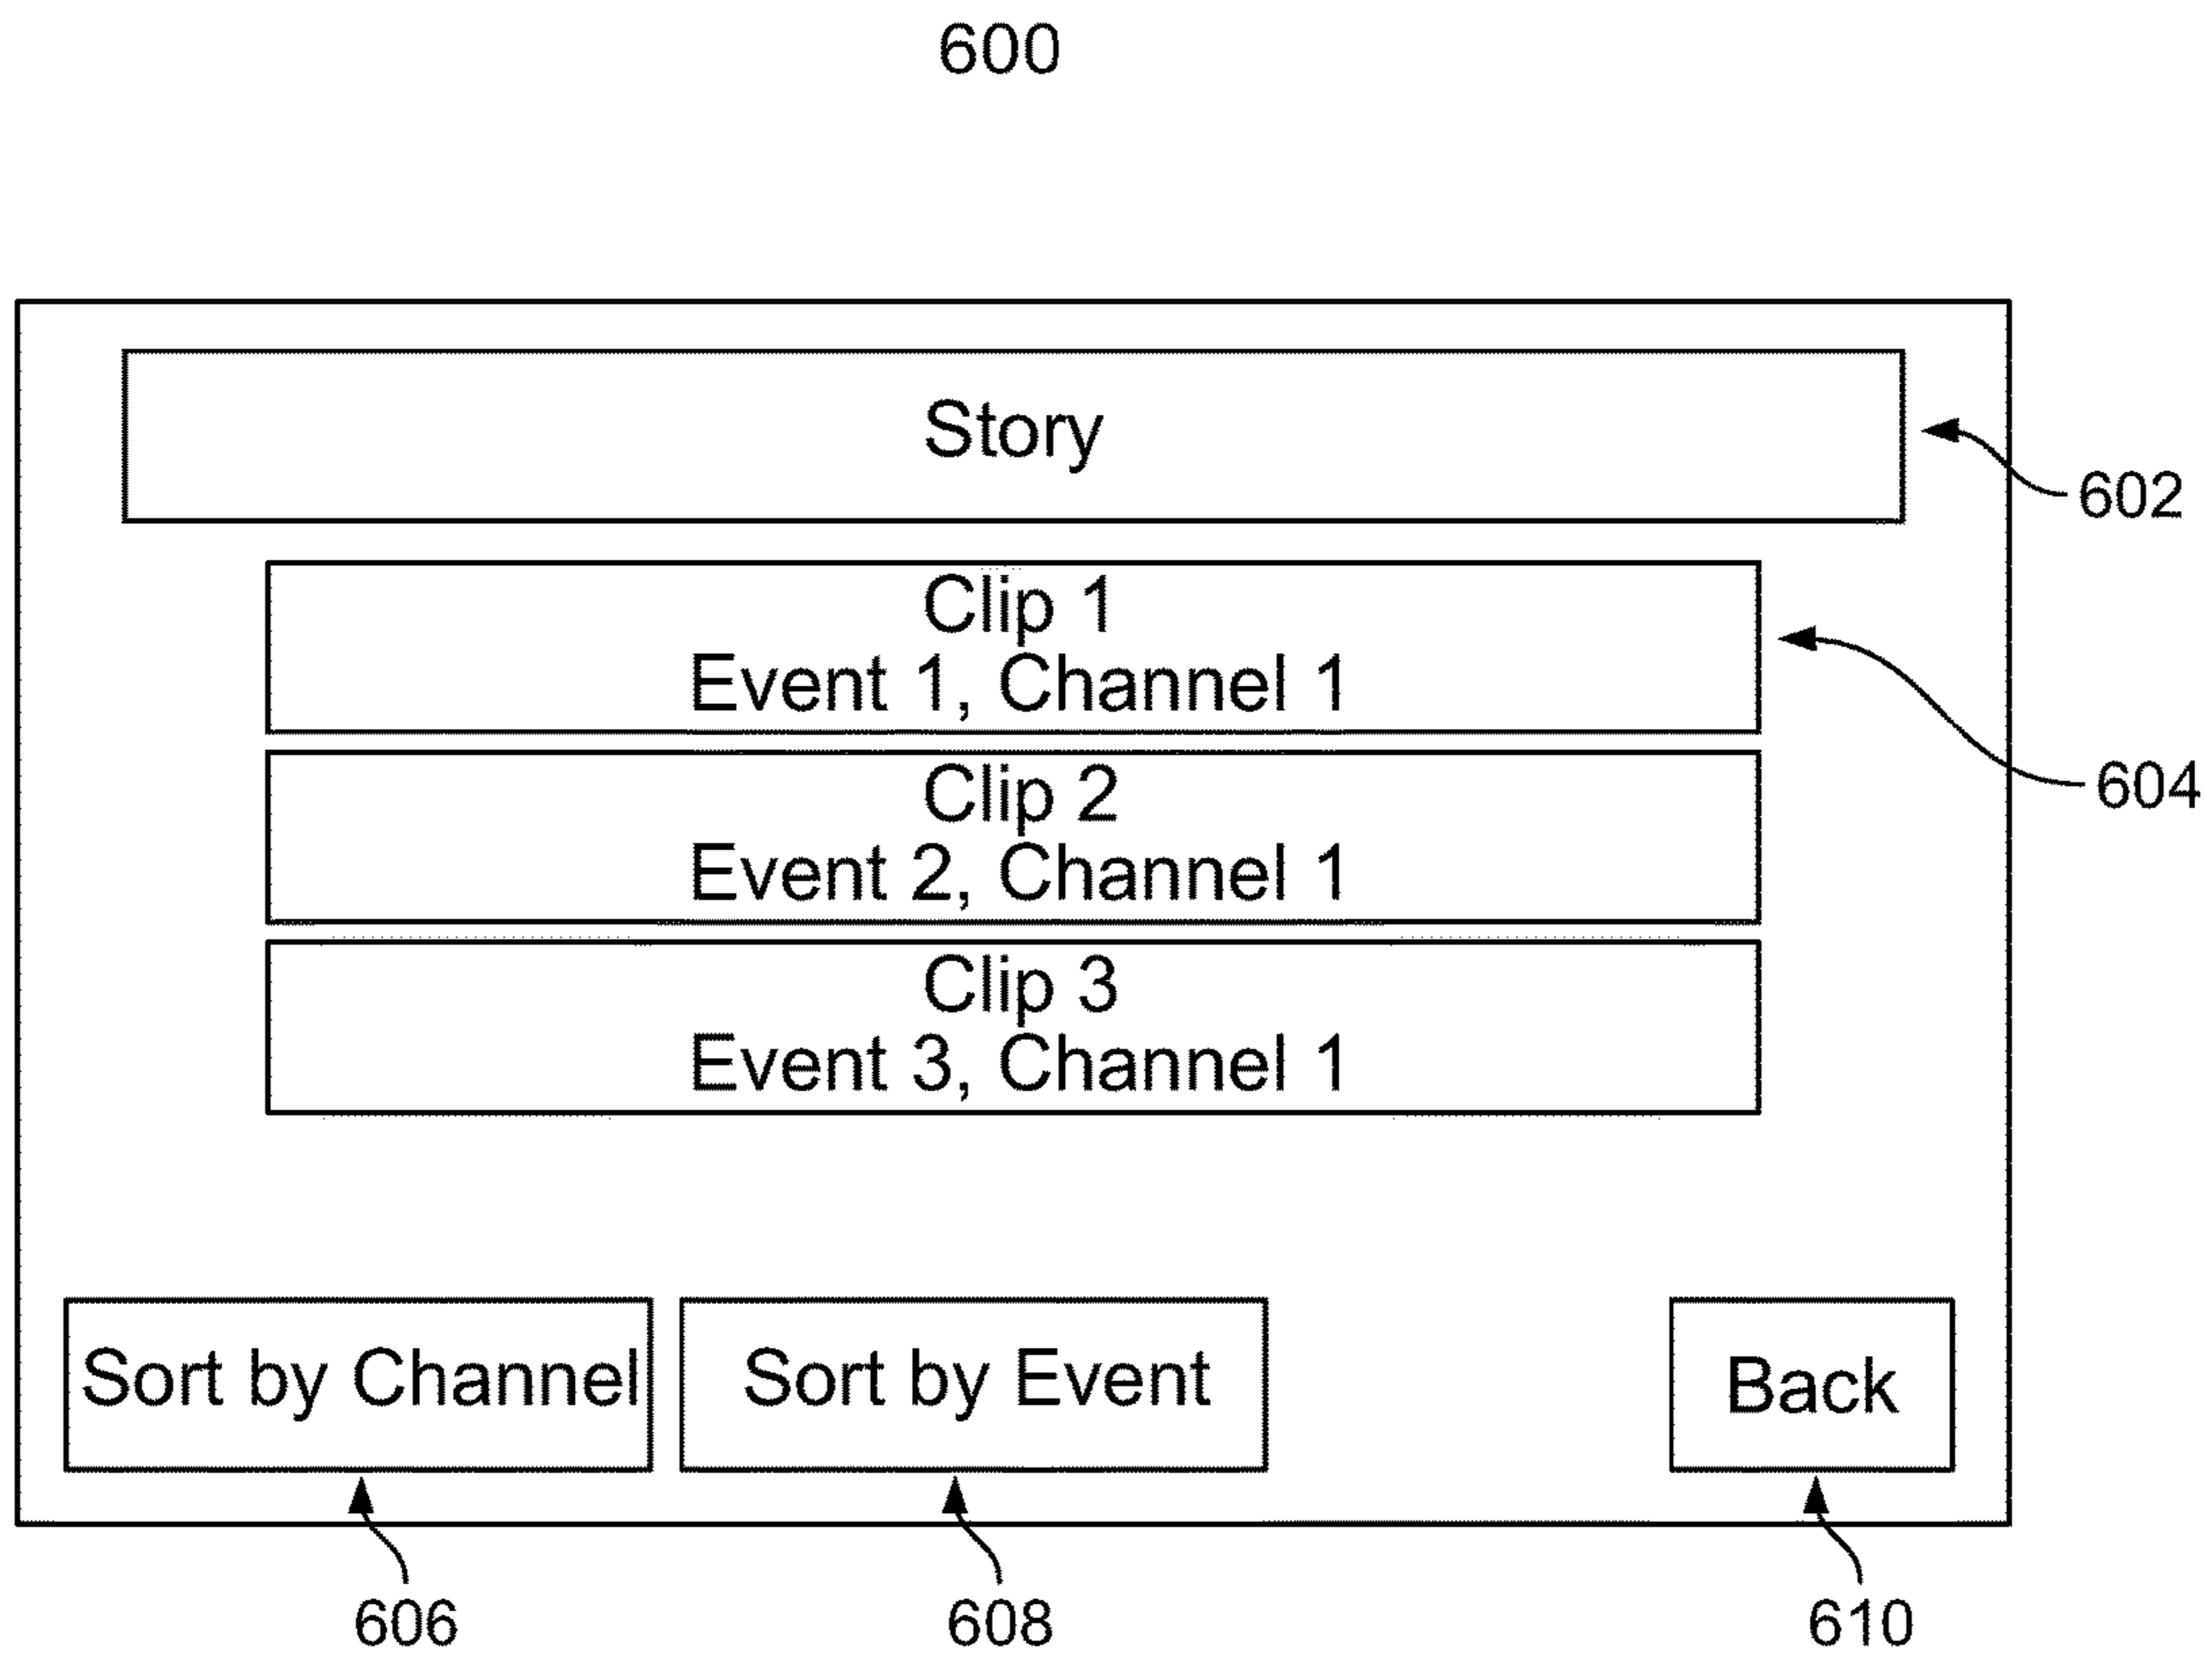 600
Story
602
Clip 1
Event 1, Channel 1
604
Clip 2
Event 2, Channel 1
Clip 3
Event 3, Channel 1
Sort by Channel
Sort by Event
Back
606
608
610